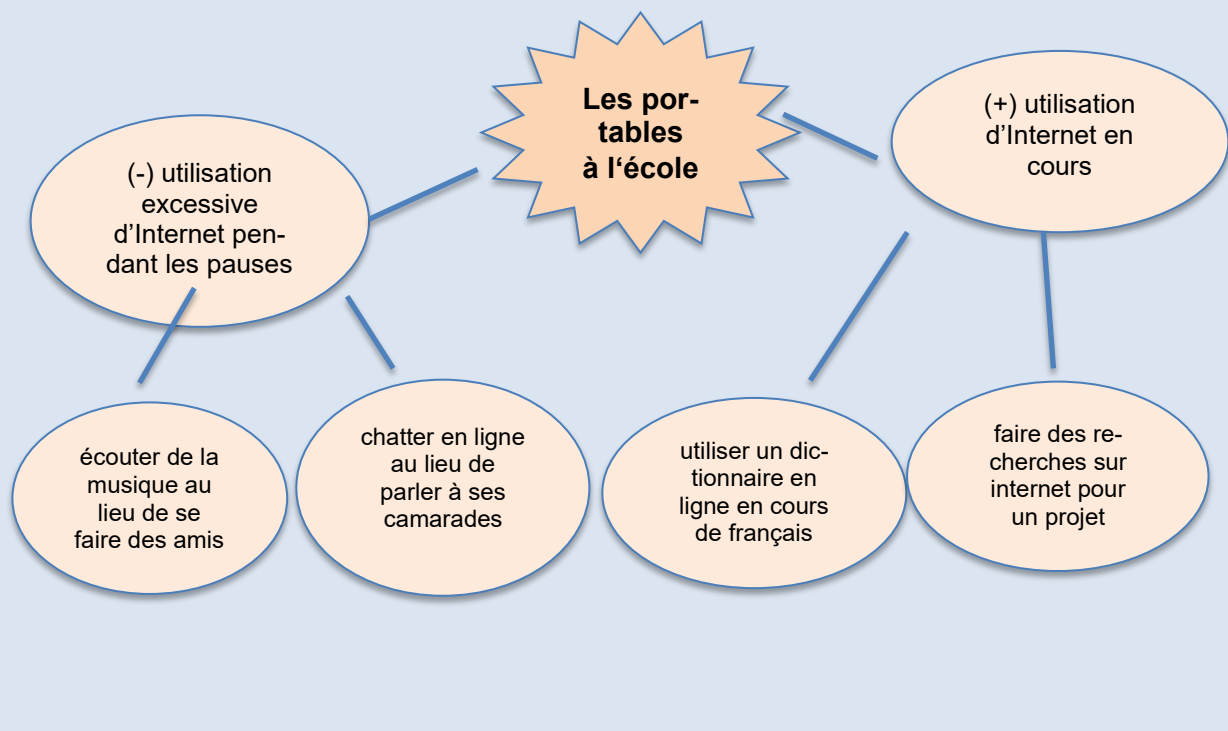 Les por-
tables
à l‘école
(-) utilisation
excessive
d’Internet pen-
dant les pauses
(+) utilisation
d’Internet en
cours
écouter de la
musique au
lieu de se
faire des amis
chatter en ligne
au lieu de
parler à ses
camarades
utiliser un dic-
tionnaire en
ligne en cours
de français
faire des re-
cherches sur
internet pour
un projet